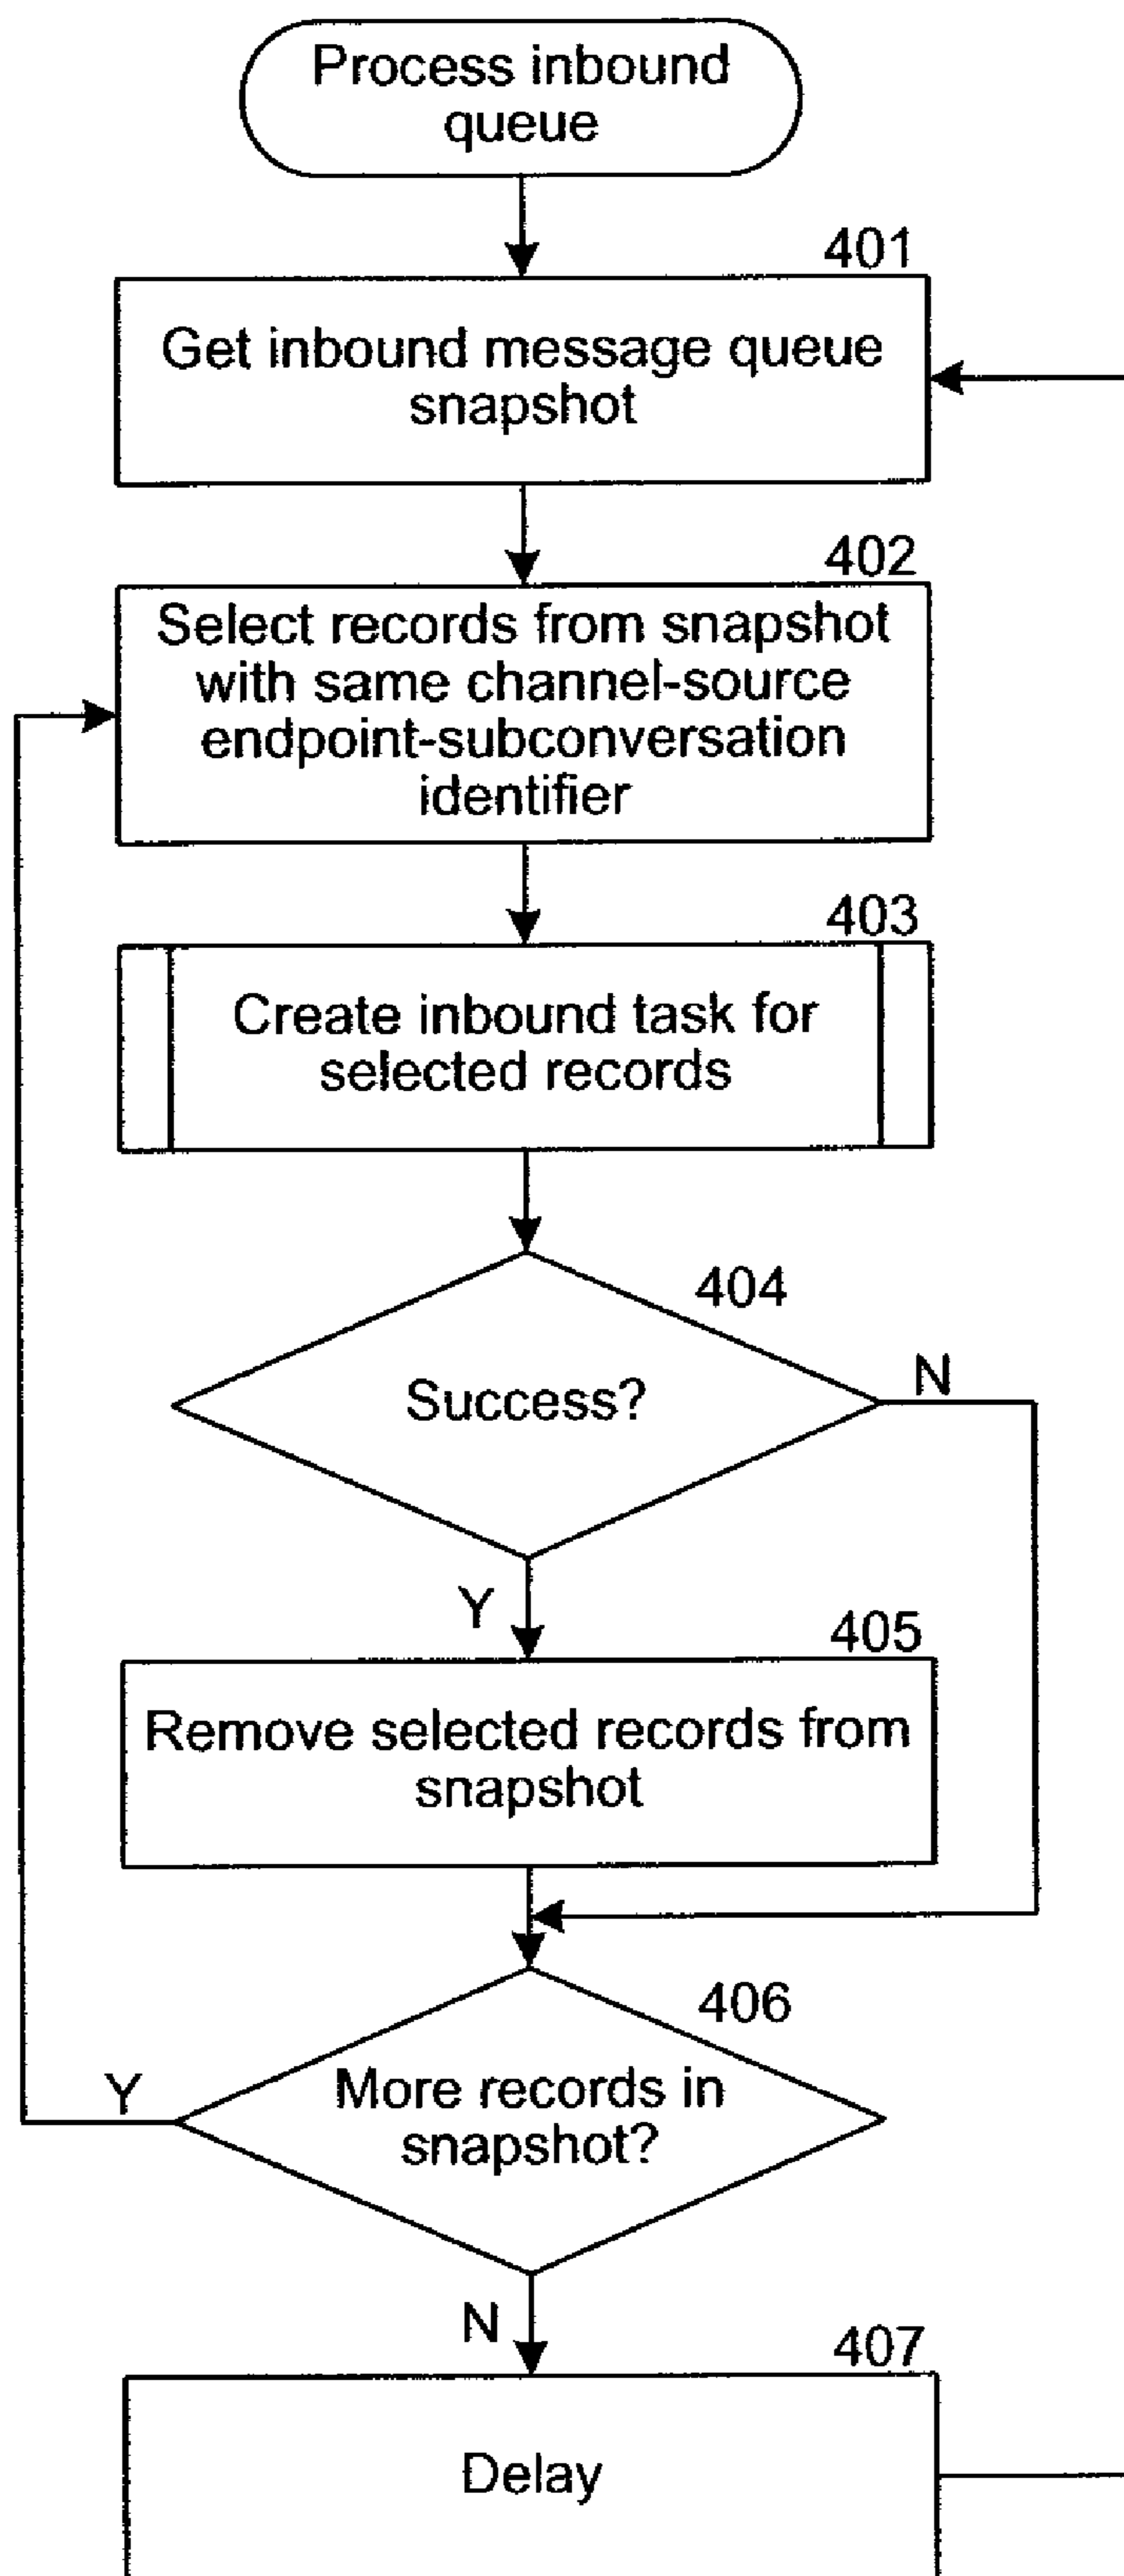 Process inbound
queue
401
Get inbound message queue
snapshot
402
Select records from snapshot
with same channel-source
endpoint-subconversation
identifier
403
Create inbound task for
selected records
404
Success?
N
Y
405
Remove selected records from
snapshot
406
More records in
snapshot?
Y
N
407
Delay